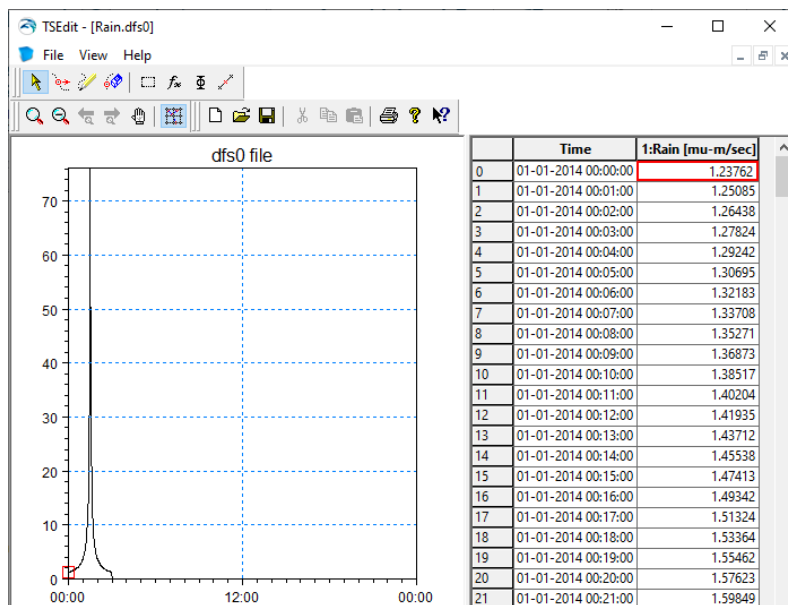 TSEdit - [Rain.dfs0]
File View Help
dfs0 file
70
60
50
40
30
20
10
0
00:00 12:00 00:00
Time 1:Rain [mu-m/sec]
0 01-01-2014 00:00:00 1.23762
1 01-01-2014 00:01:00 1.25085
2 01-01-2014 00:02:00 1.26438
3 01-01-2014 00:03:00 1.27824
4 01-01-2014 00:04:00 1.29242
5 01-01-2014 00:05:00 1.30695
6 01-01-2014 00:06:00 1.32183
7 01-01-2014 00:07:00 1.33708
8 01-01-2014 00:08:00 1.35271
9 01-01-2014 00:09:00 1.36873
10 01-01-2014 00:10:00 1.38517
11 01-01-2014 00:11:00 1.40204
12 01-01-2014 00:12:00 1.41935
13 01-01-2014 00:13:00 1.43712
14 01-01-2014 00:14:00 1.45538
15 01-01-2014 00:15:00 1.47413
16 01-01-2014 00:16:00 1.49342
17 01-01-2014 00:17:00 1.51324
18 01-01-2014 00:18:00 1.53364
19 01-01-2014 00:19:00 1.55462
20 01-01-2014 00:20:00 1.57623
21 01-01-2014 00:21:00 1.59849